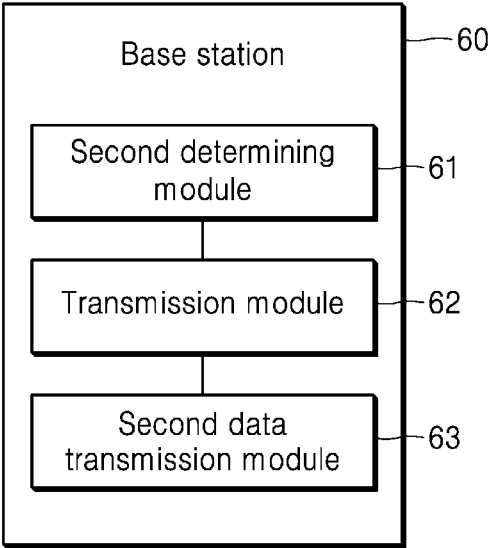 Base station
60
Second determining
module
61
Transmission module
62
Second data
transmission module
63